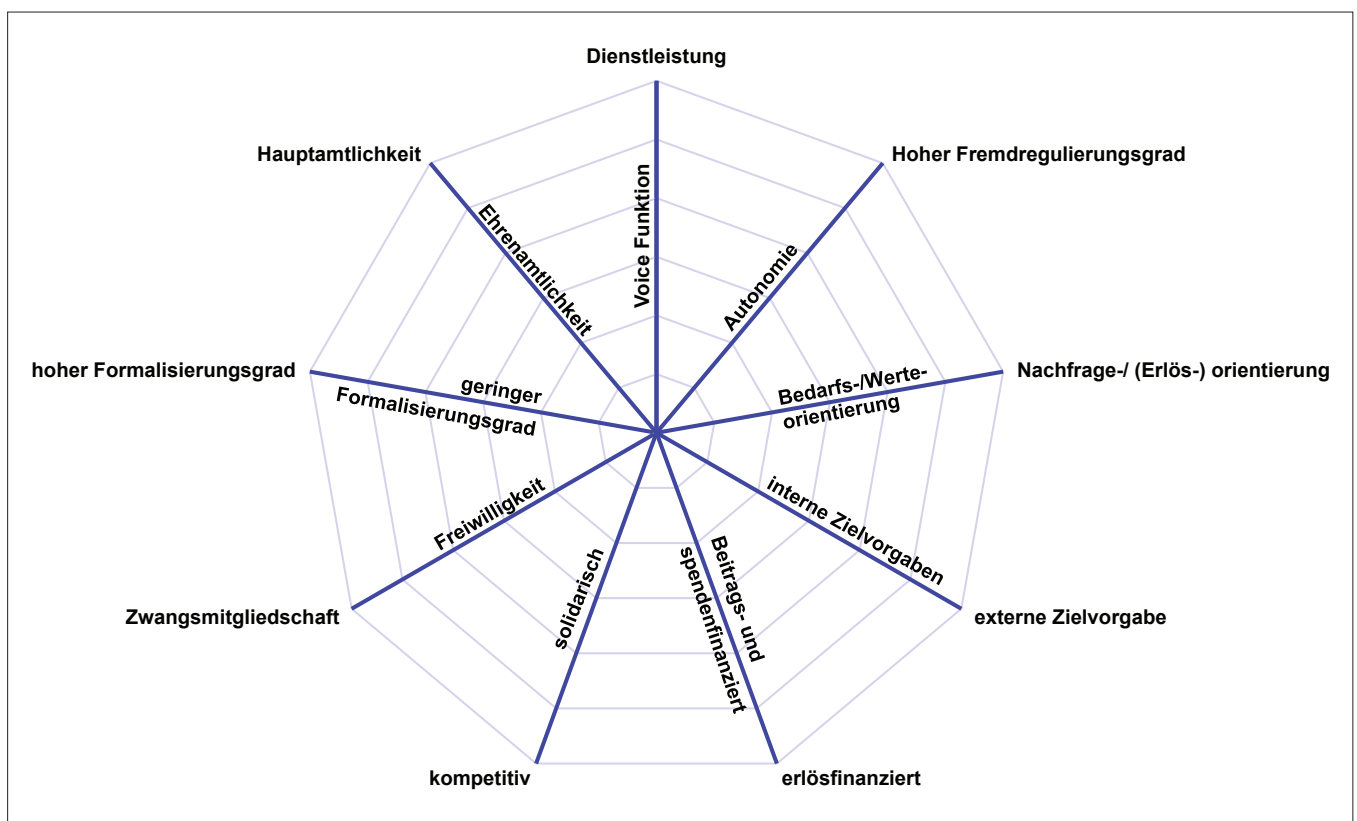 Dienstleistung
Hauptamtlichkeit
Hoher Fremdregulierungsgrad
Ehrenamtlichkeit
Voice Funktion
Autonomie
hoher Formalisierungsgrad
geringer
Formalisierungsgrad
Bedarfs-/Werte-
orientierung
Nachfrage-/ (Erlös-) orientierung
Freiwilligkeit
interne Zielvorgaben
Zwangsmitgliedschaft
solidarisch
Beitrags- und
spendenfinanziert
externe Zielvorgabe
kompetitiv
erlösfinanziert